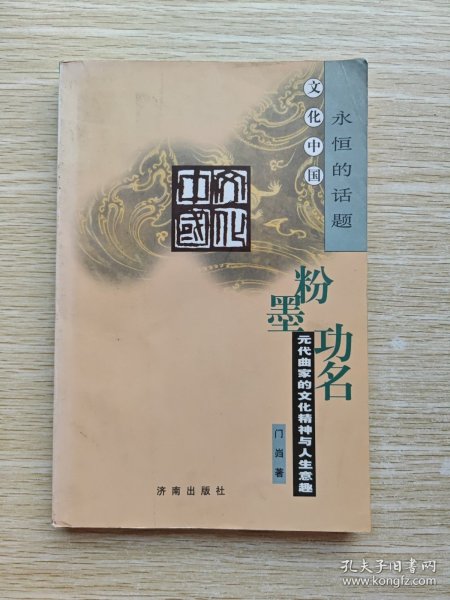 文化中国
永恒的话题
文化
中國
粉墨功名
元代曲家的文化精神与人生意趣
门岿著
济南出版社
孔夫子旧书网
www.kongfz.com